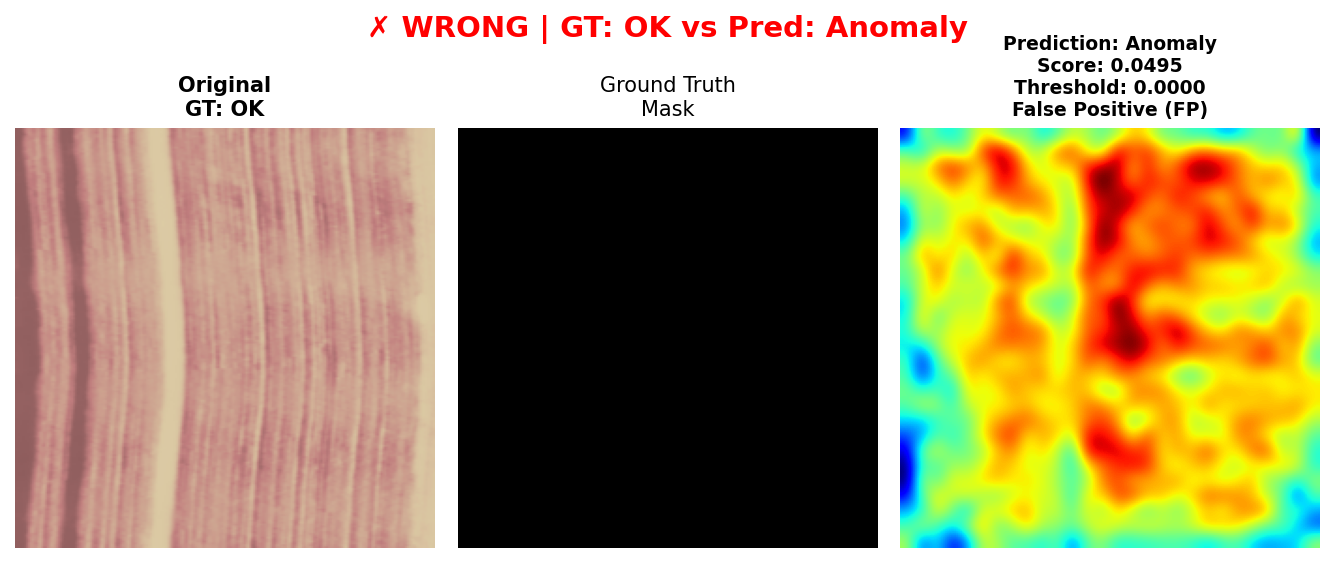 ✗ WRONG | GT: OK vs Pred: Anomaly
Original
GT: OK
Ground Truth
Mask
Prediction: Anomaly
Score: 0.0495
Threshold: 0.0000
False Positive (FP)